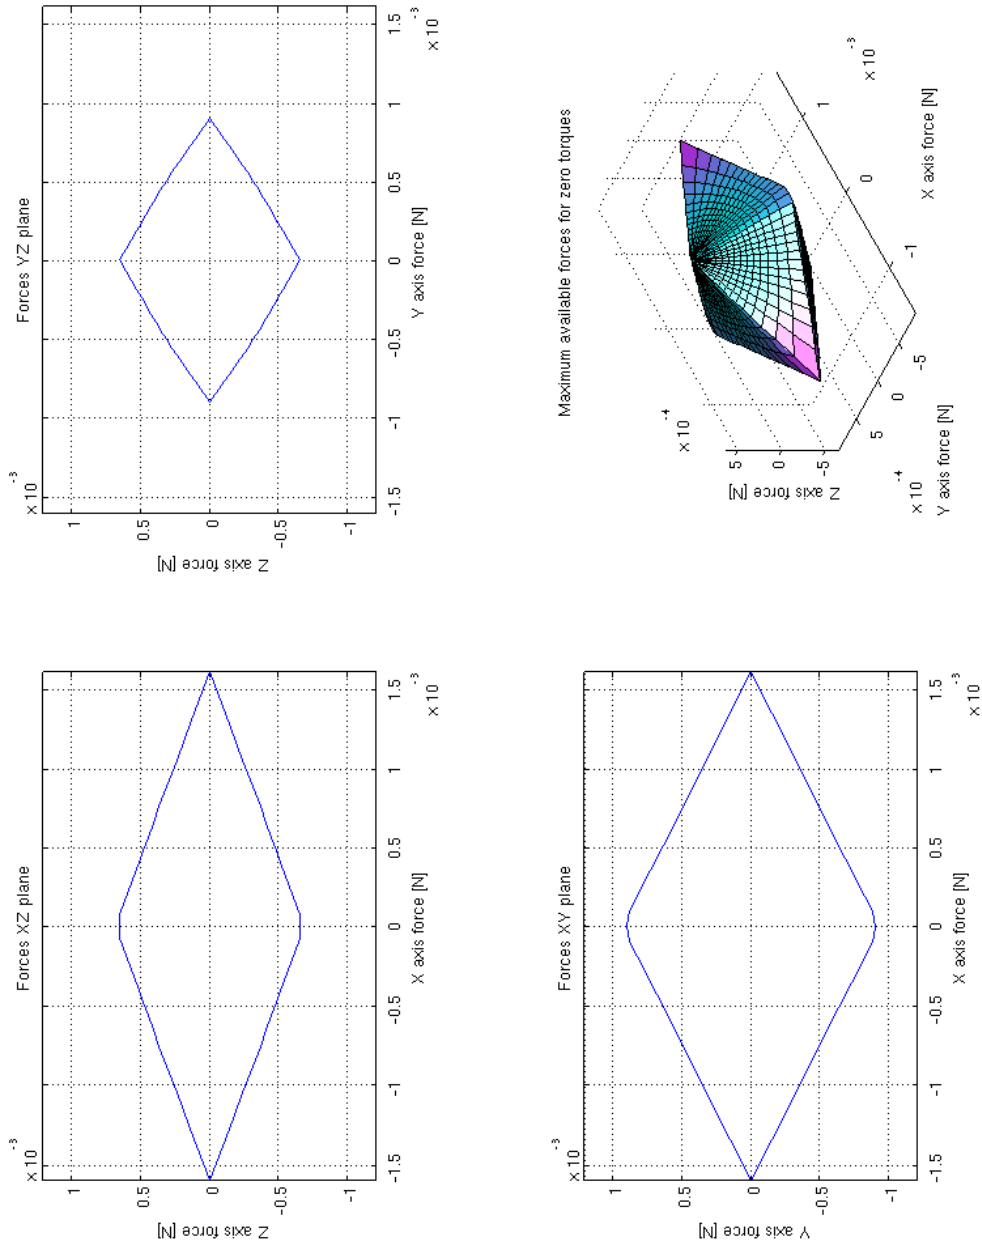 Forces XZ plane
x 10⁻³
1
0.5
0
-0.5
-1
Z axis force [N]
-1.5
-1
-0.5
0
0.5
1
1.5
x 10⁻³
X axis force [N]
Forces YZ plane
x 10⁻³
1
0.5
0
-0.5
-1
Z axis force [N]
-1.5
-1
-0.5
0
0.5
1
1.5
x 10⁻³
Y axis force [N]
Forces XY plane
x 10⁻³
1
0.5
0
-0.5
-1
Y axis force [N]
-1.5
-1
-0.5
0
0.5
1
1.5
x 10⁻³
X axis force [N]
Maximum available forces for zero torques
x 10⁻⁴
5
0
-5
Z axis force [N]
5
0
-5
x 10⁻⁴
Y axis force [N]
-1
0
1
x 10⁻³
X axis force [N]